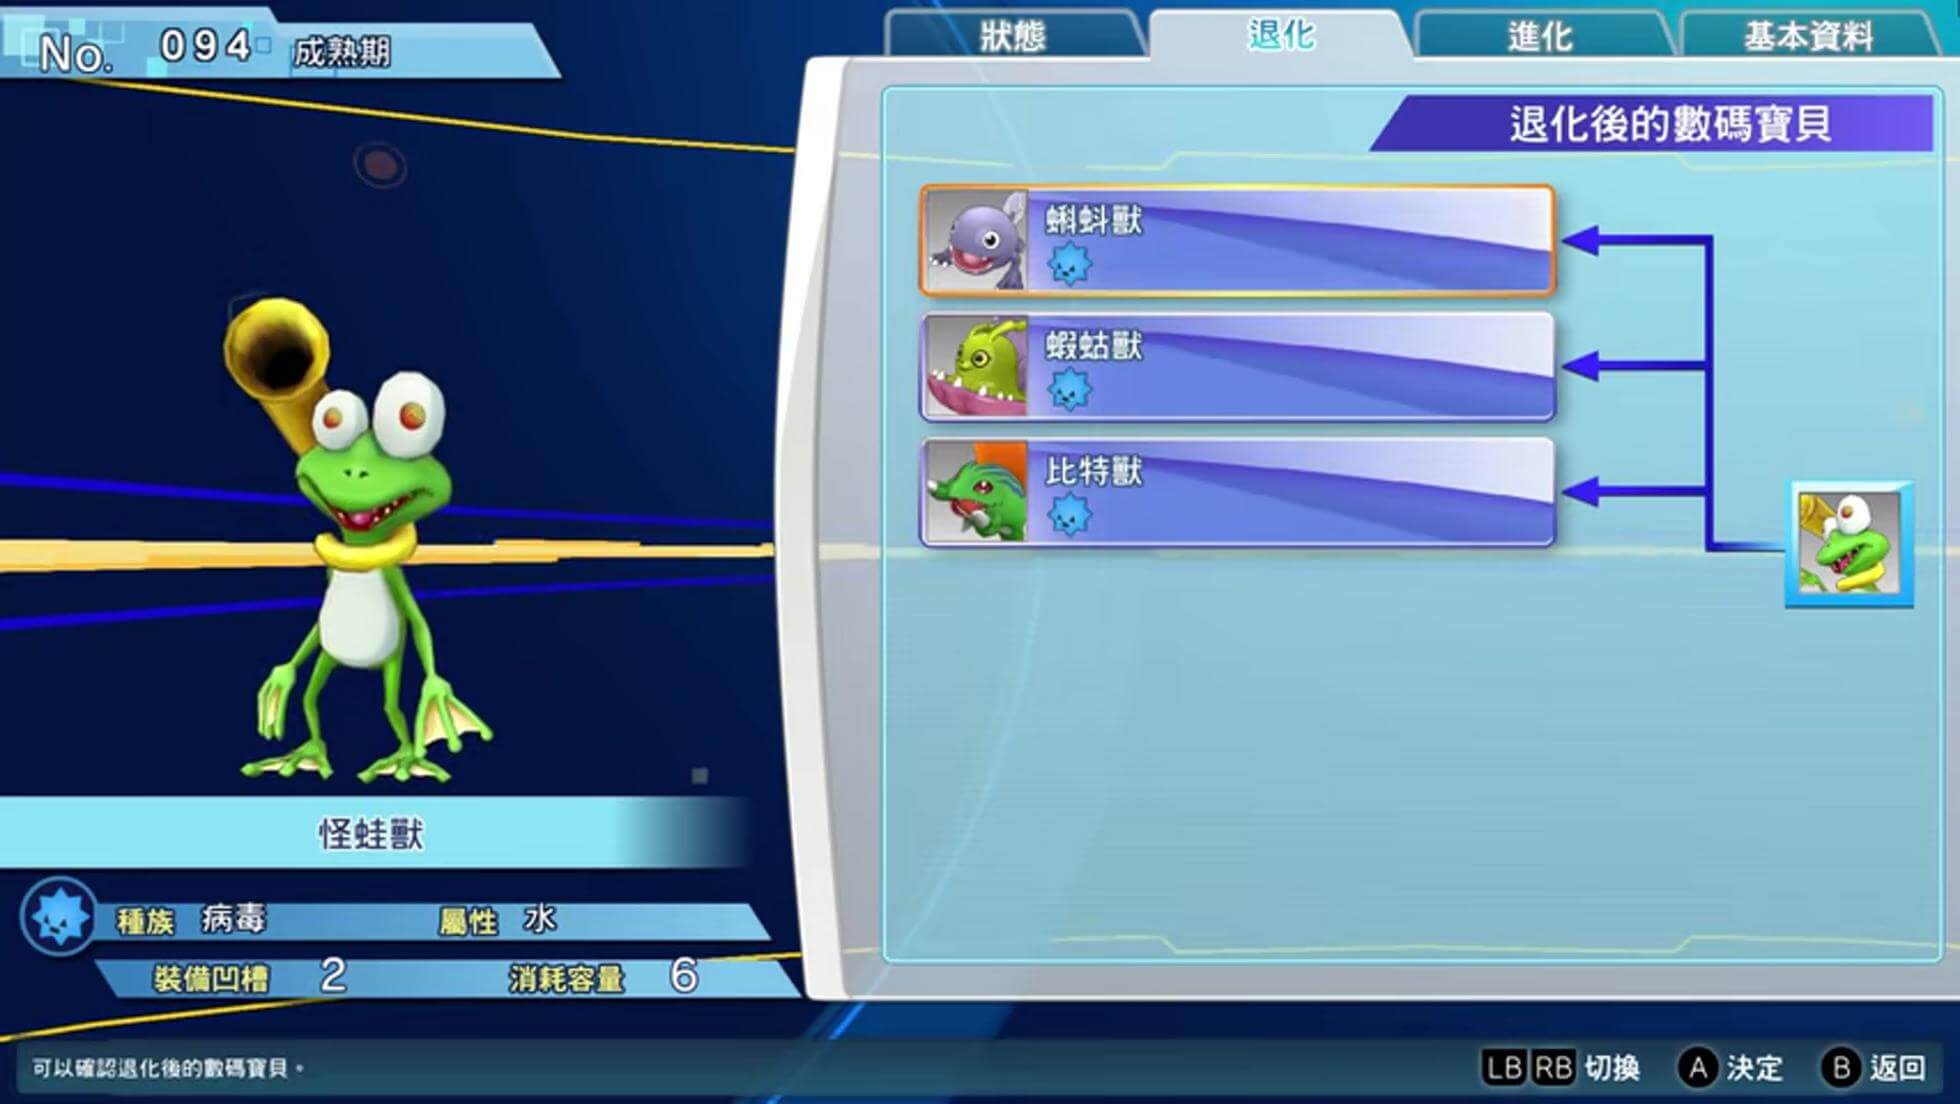 No. 094 成熟期
狀態 退化 進化 基本資料
退化後的數碼寶貝
蝌蚪獸
蝦蛄獸
比特獸
怪蛙獸
種族 病毒 屬性 水
裝備凹槽 2 消耗容量 6
可以確認退化後的數碼寶貝。
LB RB 切換 A 決定 B 返回